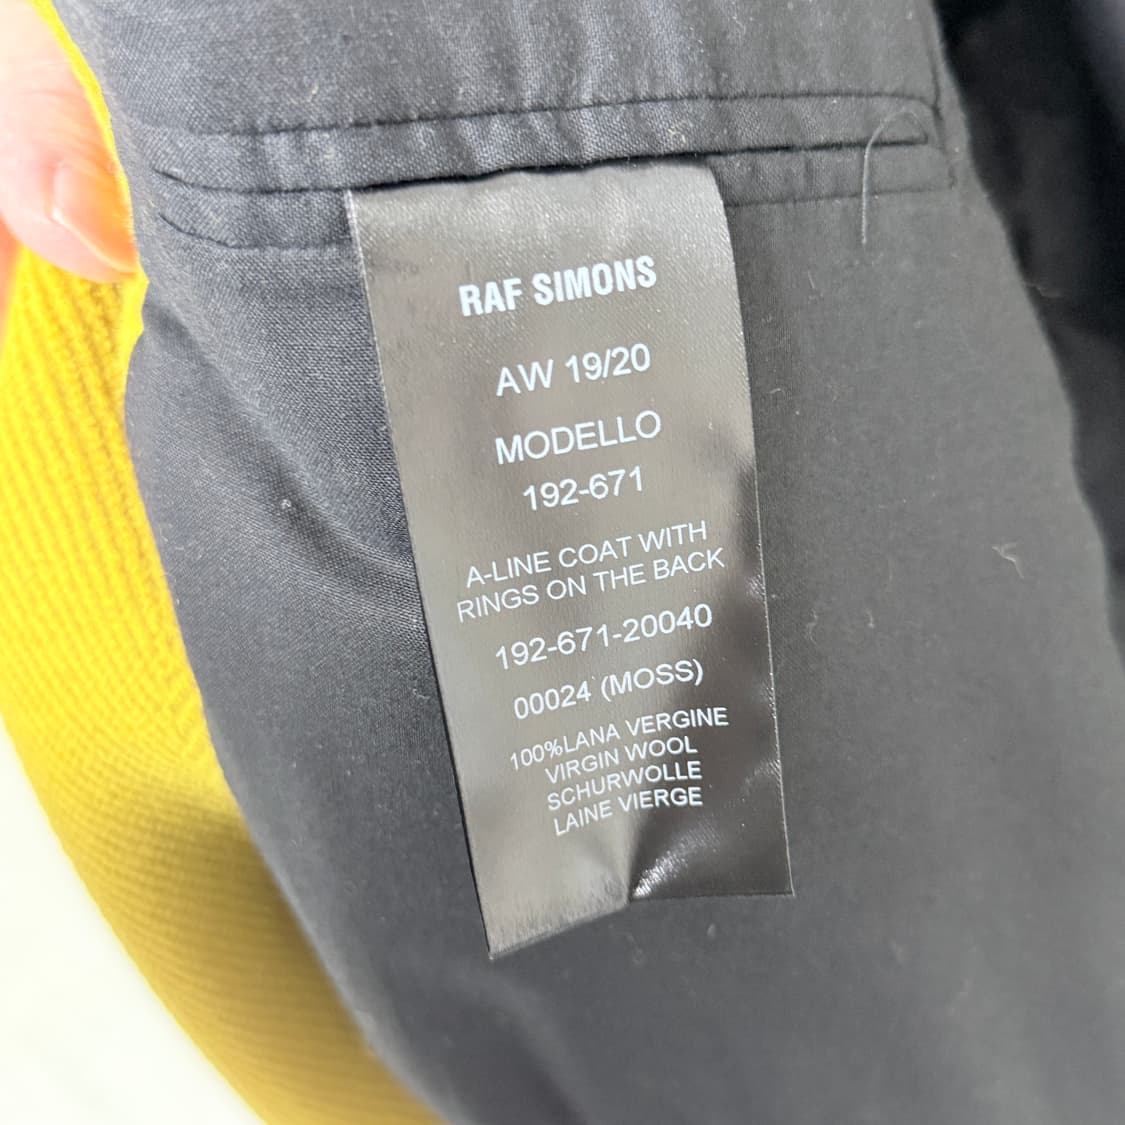 RAF SIMONS
AW 19/20
MODELLO
192-671
A-LINE COAT WITH
RINGS ON THE BACK
192-671-20040
00024 (MOSS)
100%LANA VERGINE
VIRGIN WOOL
SCHURWOLLE
LAINE VIERGE